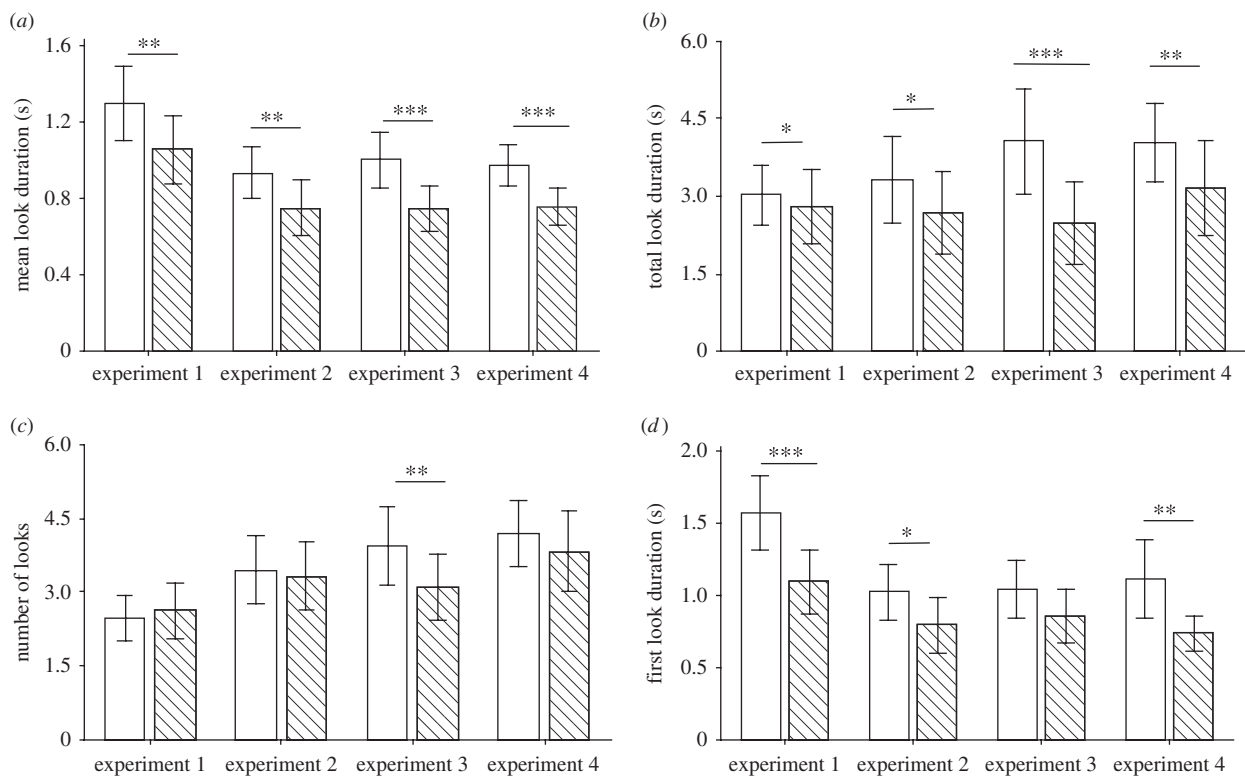 (a)
mean look duration (s)
1.6
1.2
0.8
0.4
0
**
**
***
***
experiment 1 experiment 2 experiment 3 experiment 4
(b)
total look duration (s)
6.0
4.5
3.0
1.5
0
*
*
***
**
experiment 1 experiment 2 experiment 3 experiment 4
(c)
number of looks
6.0
4.5
3.0
1.5
0
**
experiment 1 experiment 2 experiment 3 experiment 4
(d)
first look duration (s)
2.0
1.5
1.0
0.5
0
***
*
**
experiment 1 experiment 2 experiment 3 experiment 4